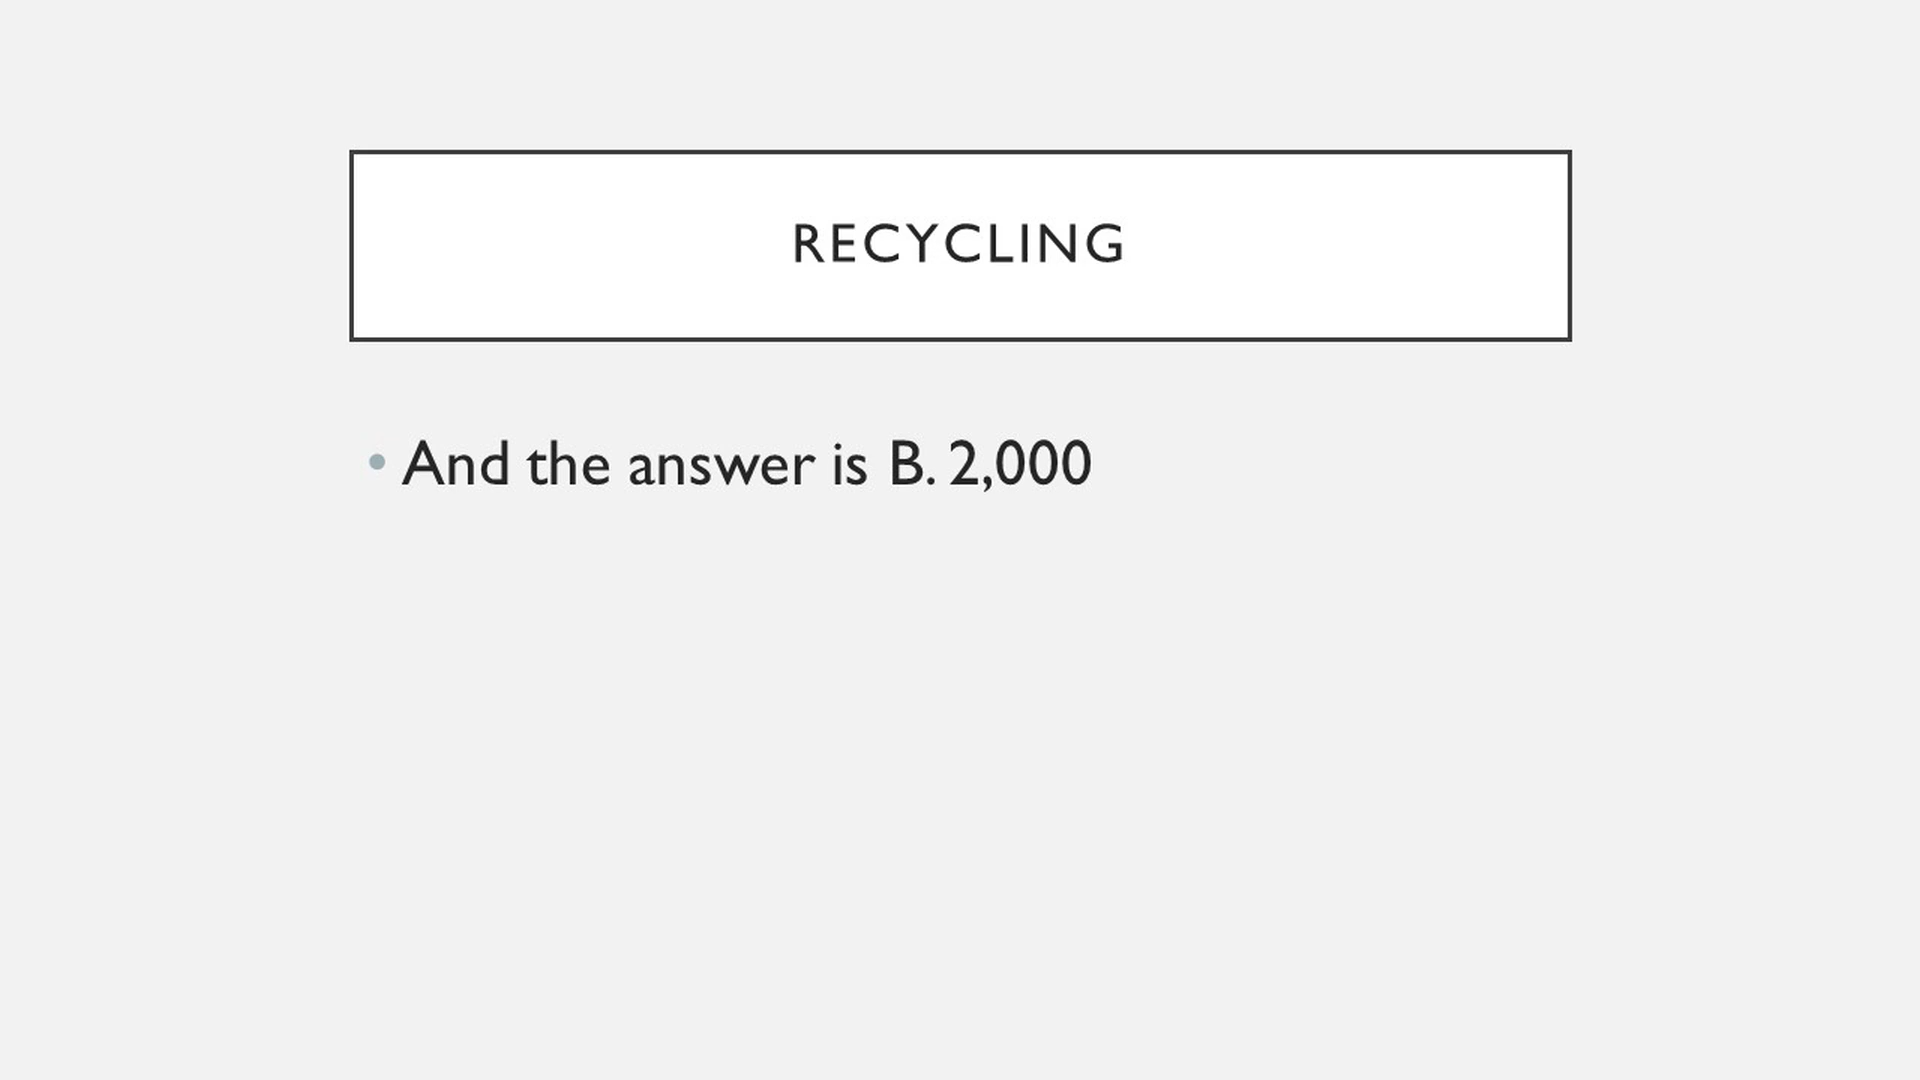 RECYCLING
• And the answer is B. 2,000